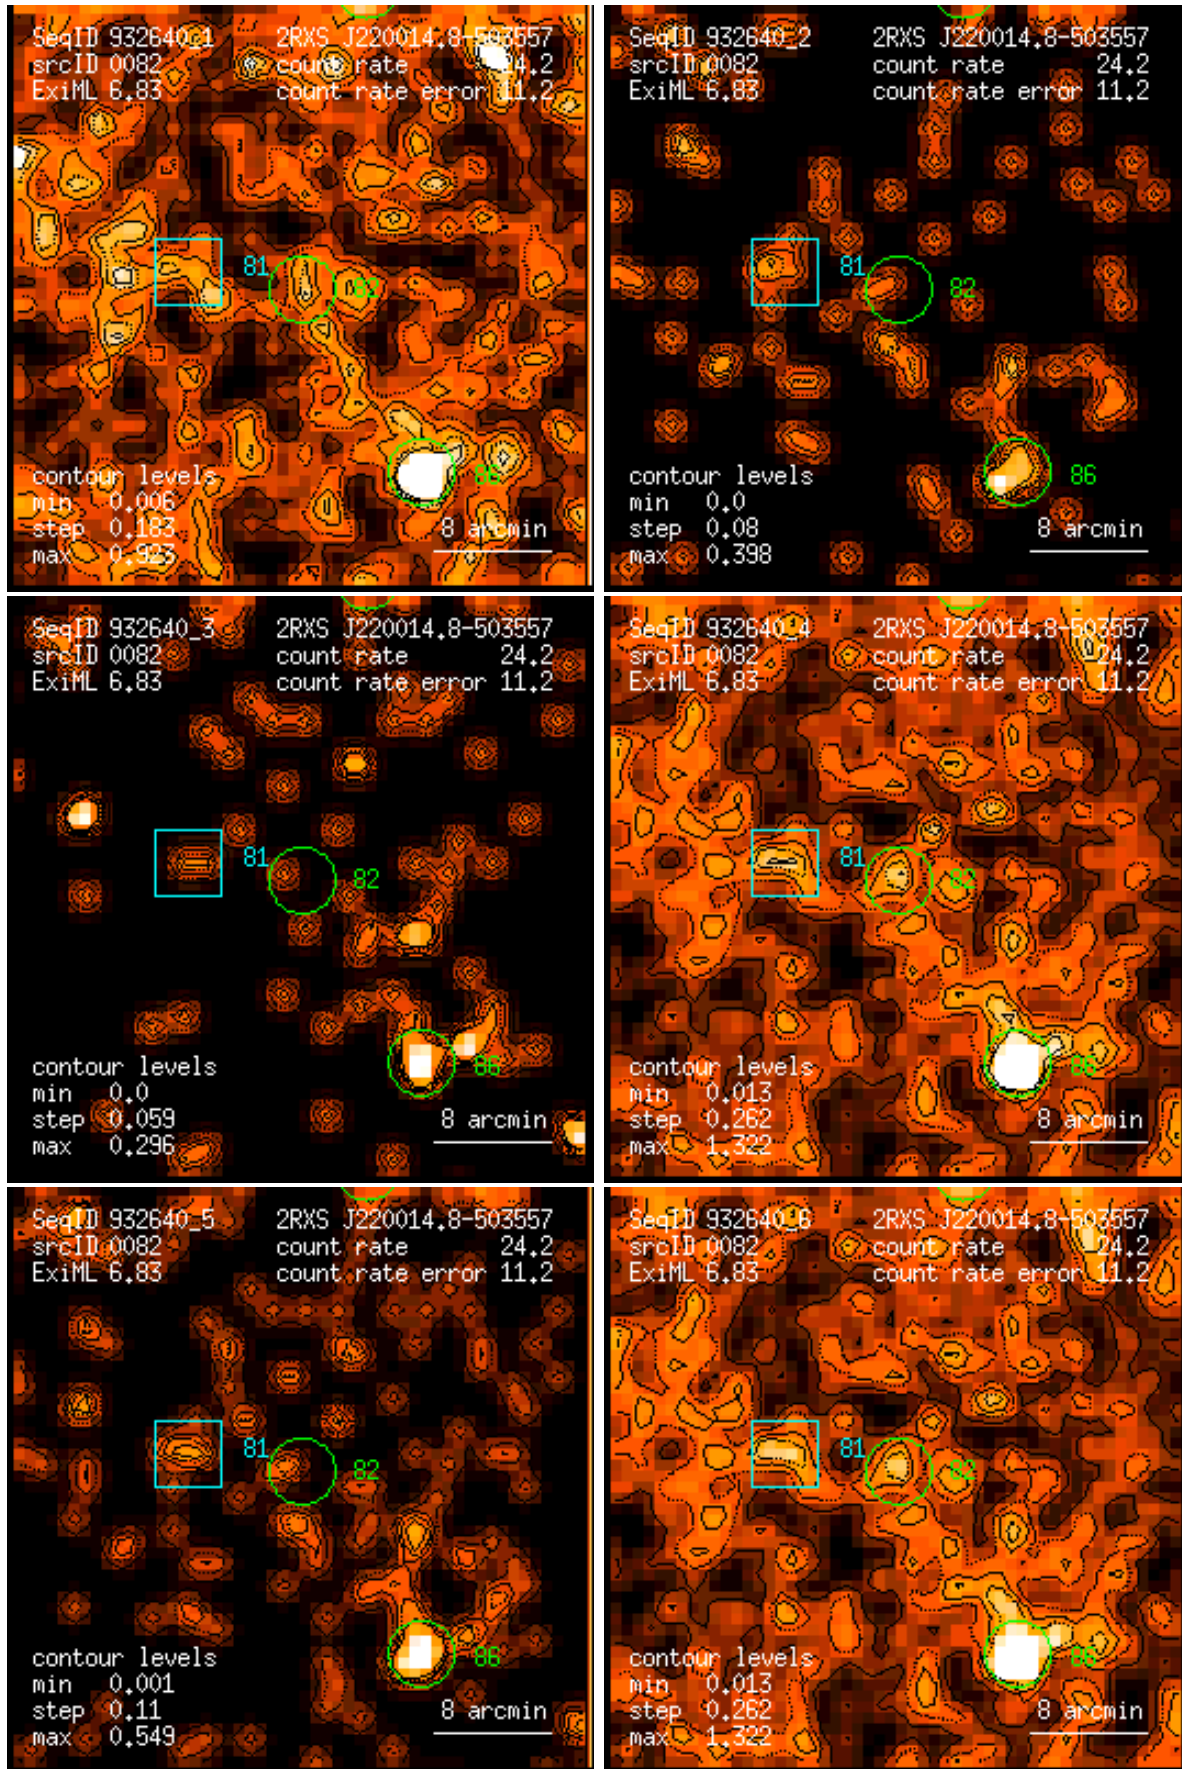 SeqID 932640_1 2RXS J220014.8-503557
srcID 0082 count rate 24.2
ExiML 6.83 count rate error 11.2
81
82
contour levels
86
min 0.006
step 0.183 8 arcmin
max 0.923
SeqID 932640_2 2RXS J220014.8-503557
srcID 0082 count rate 24.2
ExiML 6.83 count rate error 11.2
81
82
contour levels
86
min 0.0
step 0.08 8 arcmin
max 0.398
SeqID 932640_3 2RXS J220014.8-503557
srcID 0082 count rate 24.2
ExiML 6.83 count rate error 11.2
81
82
contour levels
86
min 0.0
step 0.059 8 arcmin
max 0.296
SeqID 932640_4 2RXS J220014.8-503557
srcID 0082 count rate 24.2
ExiML 6.83 count rate error 11.2
81
82
contour levels
86
min 0.013
step 0.262 8 arcmin
max 1.322
SeqID 932640_5 2RXS J220014.8-503557
srcID 0082 count rate 24.2
ExiML 6.83 count rate error 11.2
81
82
contour levels
86
min 0.001
step 0.11 8 arcmin
max 0.549
SeqID 932640_6 2RXS J220014.8-503557
srcID 0082 count rate 24.2
ExiML 6.83 count rate error 11.2
81
82
contour levels
86
min 0.013
step 0.262 8 arcmin
max 1.322